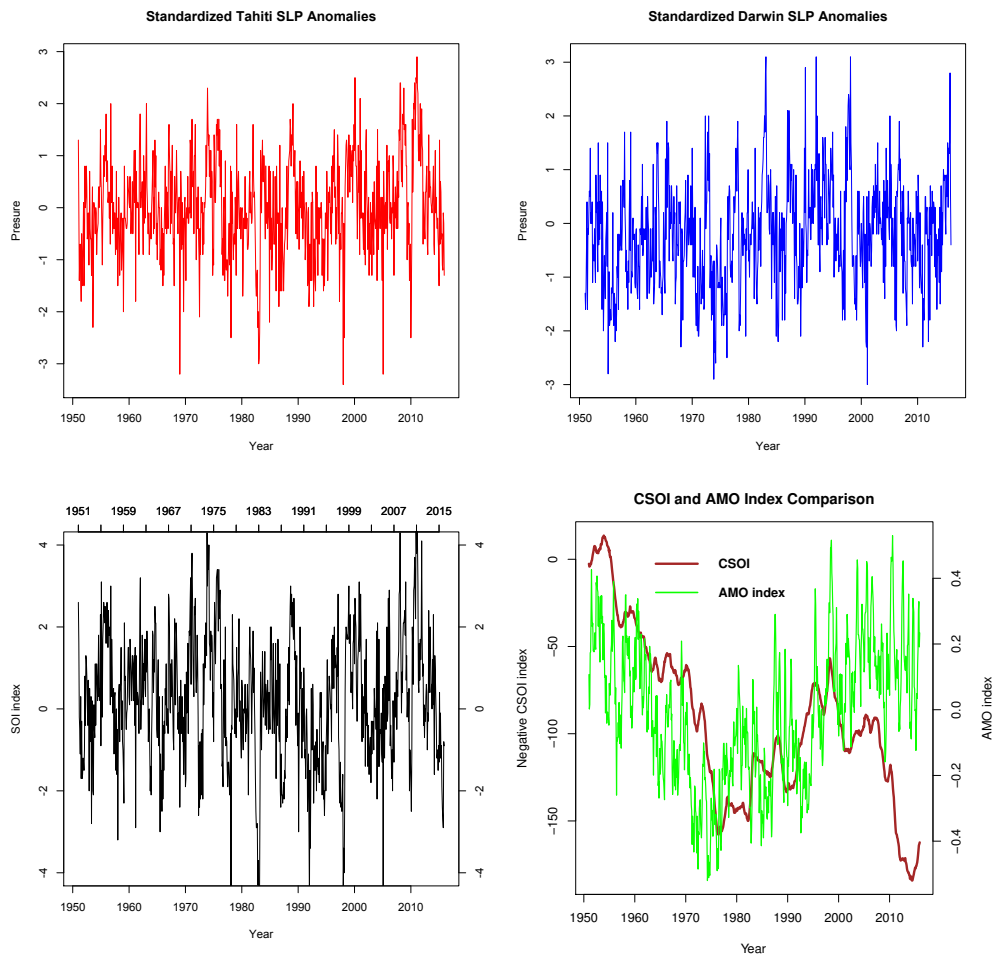 Standardized Tahiti SLP Anomalies
Presure
3
2
1
0
-1
-2
-3
1950 1960 1970 1980 1990 2000 2010
Year
Standardized Darwin SLP Anomalies
Presure
3
2
1
0
-1
-2
-3
1950 1960 1970 1980 1990 2000 2010
Year
1951 1959 1967 1975 1983 1991 1999 2007 2015
SOI index
4 4
2 2
0 0
-2 -2
-4 -4
1950 1960 1970 1980 1990 2000 2010
Year
CSOI and AMO Index Comparison
CSOI
AMO index
Negative CSOI index
0
-50
-100
-150
AMO index
0.4
0.2
0.0
-0.2
-0.4
1950 1960 1970 1980 1990 2000 2010
Year